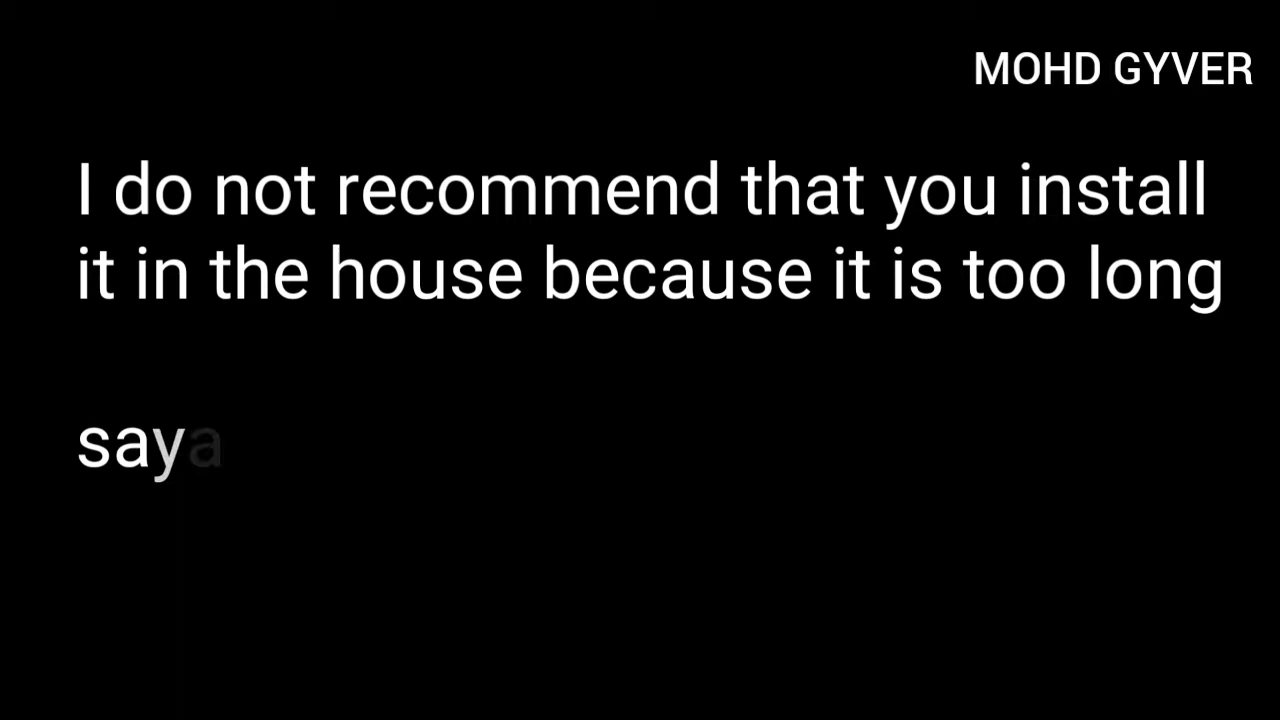 MOHD GYVER
I do not recommend that you install
it in the house because it is too long
saya